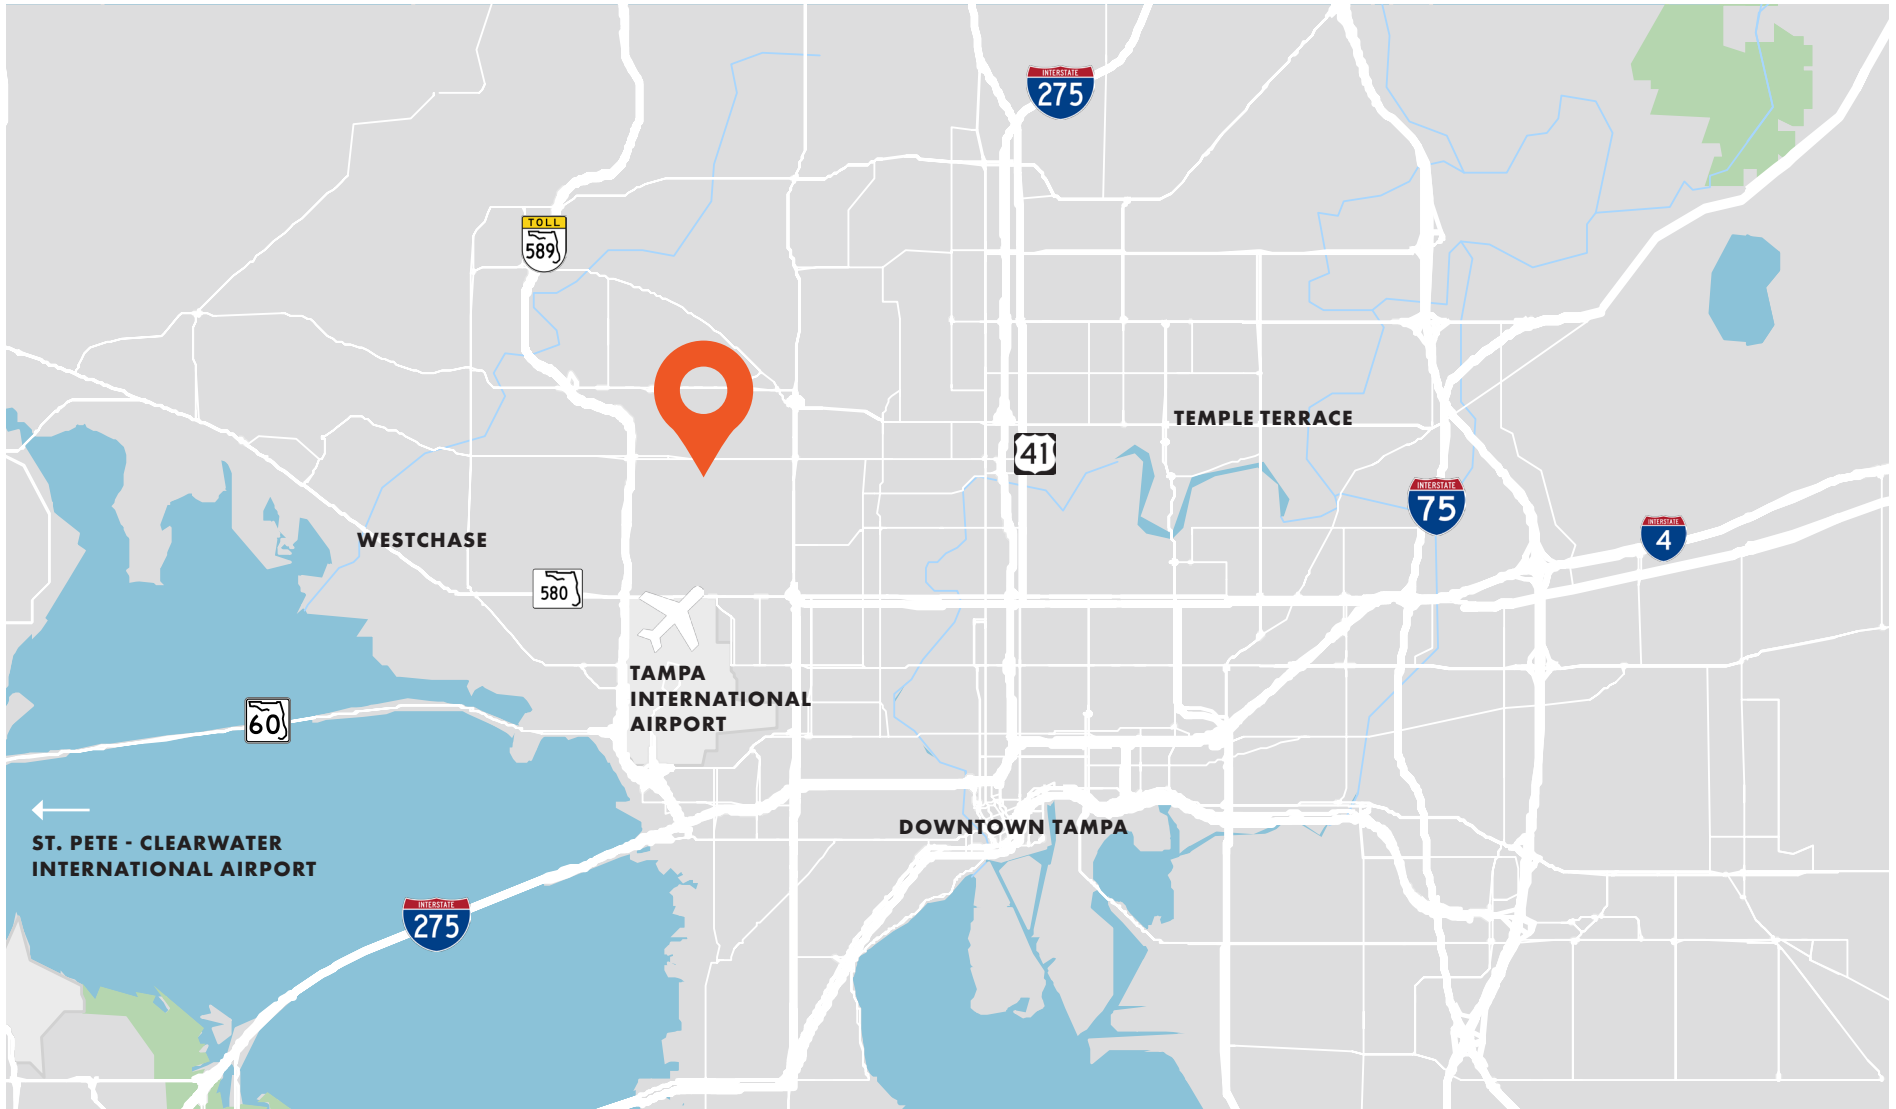 INTERSTATE
275
TOLL
589
TEMPLE TERRACE
41
INTERSTATE
75
INTERSTATE
4
WESTCHASE
580
TAMPA
INTERNATIONAL
AIRPORT
60
ST. PETE - CLEARWATER
INTERNATIONAL AIRPORT
DOWNTOWN TAMPA
INTERSTATE
275